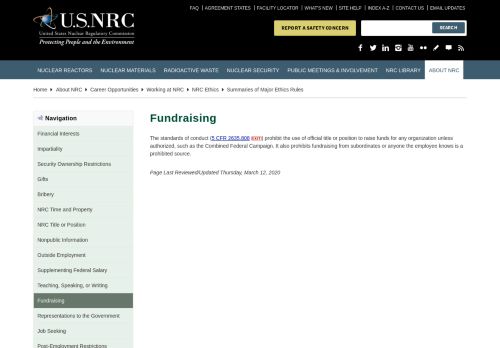 FAQ | AGREEMENT STATES | FACILITY LOCATOR | WHAT'S NEW | SITE HELP | INDEX A-Z | CONTACT US | EMAIL UPDATES
U.S.NRC
United States Nuclear Regulatory Commission
Protecting People and the Environment
REPORT A SAFETY CONCERN
SEARCH
NUCLEAR REACTORS
NUCLEAR MATERIALS
RADIOACTIVE WASTE
NUCLEAR SECURITY
PUBLIC MEETINGS & INVOLVEMENT
NRC LIBRARY
ABOUT NRC
Home
About NRC
Career Opportunities
Working at NRC
NRC Ethics
Summaries of Major Ethics Rules
Navigation
Financial Interests
Impartiality
Security Ownership Restrictions
Gifts
Bribery
NRC Time and Property
NRC Title or Position
Nonpublic Information
Outside Employment
Supplementing Federal Salary
Teaching, Speaking, or Writing
Fundraising
Representations to the Government
Job Seeking
Post-Employment Restrictions
Fundraising
The standards of conduct (5 CFR 2635.808 EXIT) prohibit the use of official title or position to raise funds for any organization unless
authorized, such as the Combined Federal Campaign. It also prohibits fundraising from subordinates or anyone the employee knows is a
prohibited source.
Page Last Reviewed/Updated Thursday, March 12, 2020